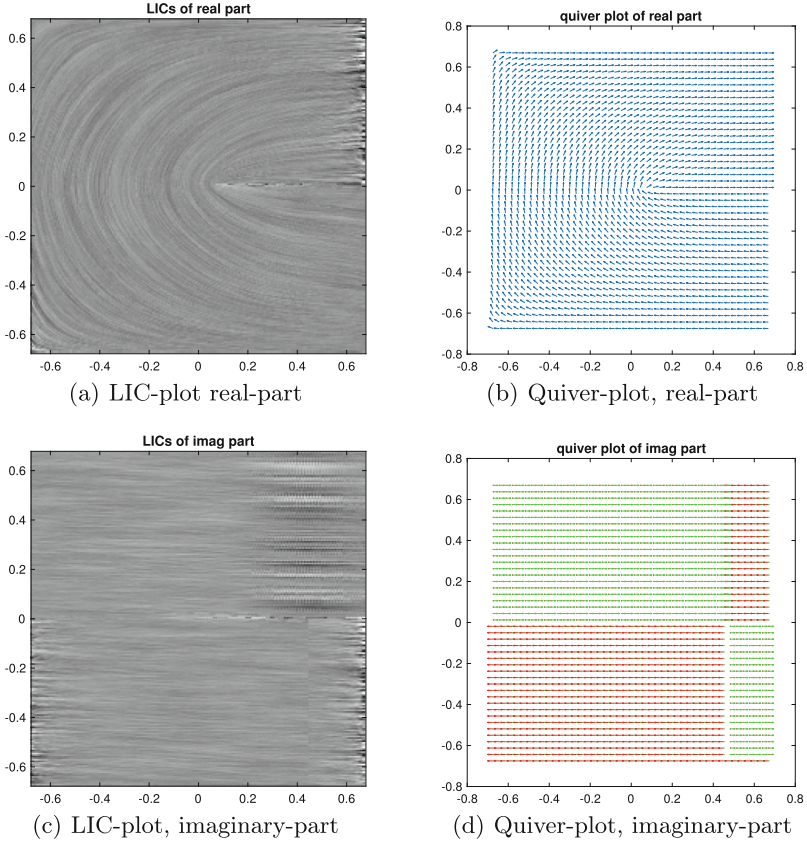 LICs of real part
0.6
0.4
0.2
0
-0.2
-0.4
-0.6
-0.6 -0.4 -0.2 0 0.2 0.4 0.6
(a) LIC-plot real-part
quiver plot of real part
0.8
0.6
0.4
0.2
0
-0.2
-0.4
-0.6
-0.8
-0.8 -0.6 -0.4 -0.2 0 0.2 0.4 0.6 0.8
(b) Quiver-plot, real-part
LICs of imag part
0.6
0.4
0.2
0
-0.2
-0.4
-0.6
-0.6 -0.4 -0.2 0 0.2 0.4 0.6
(c) LIC-plot, imaginary-part
quiver plot of imag part
0.8
0.6
0.4
0.2
0
-0.2
-0.4
-0.6
-0.8
-0.8 -0.6 -0.4 -0.2 0 0.2 0.4 0.6 0.8
(d) Quiver-plot, imaginary-part